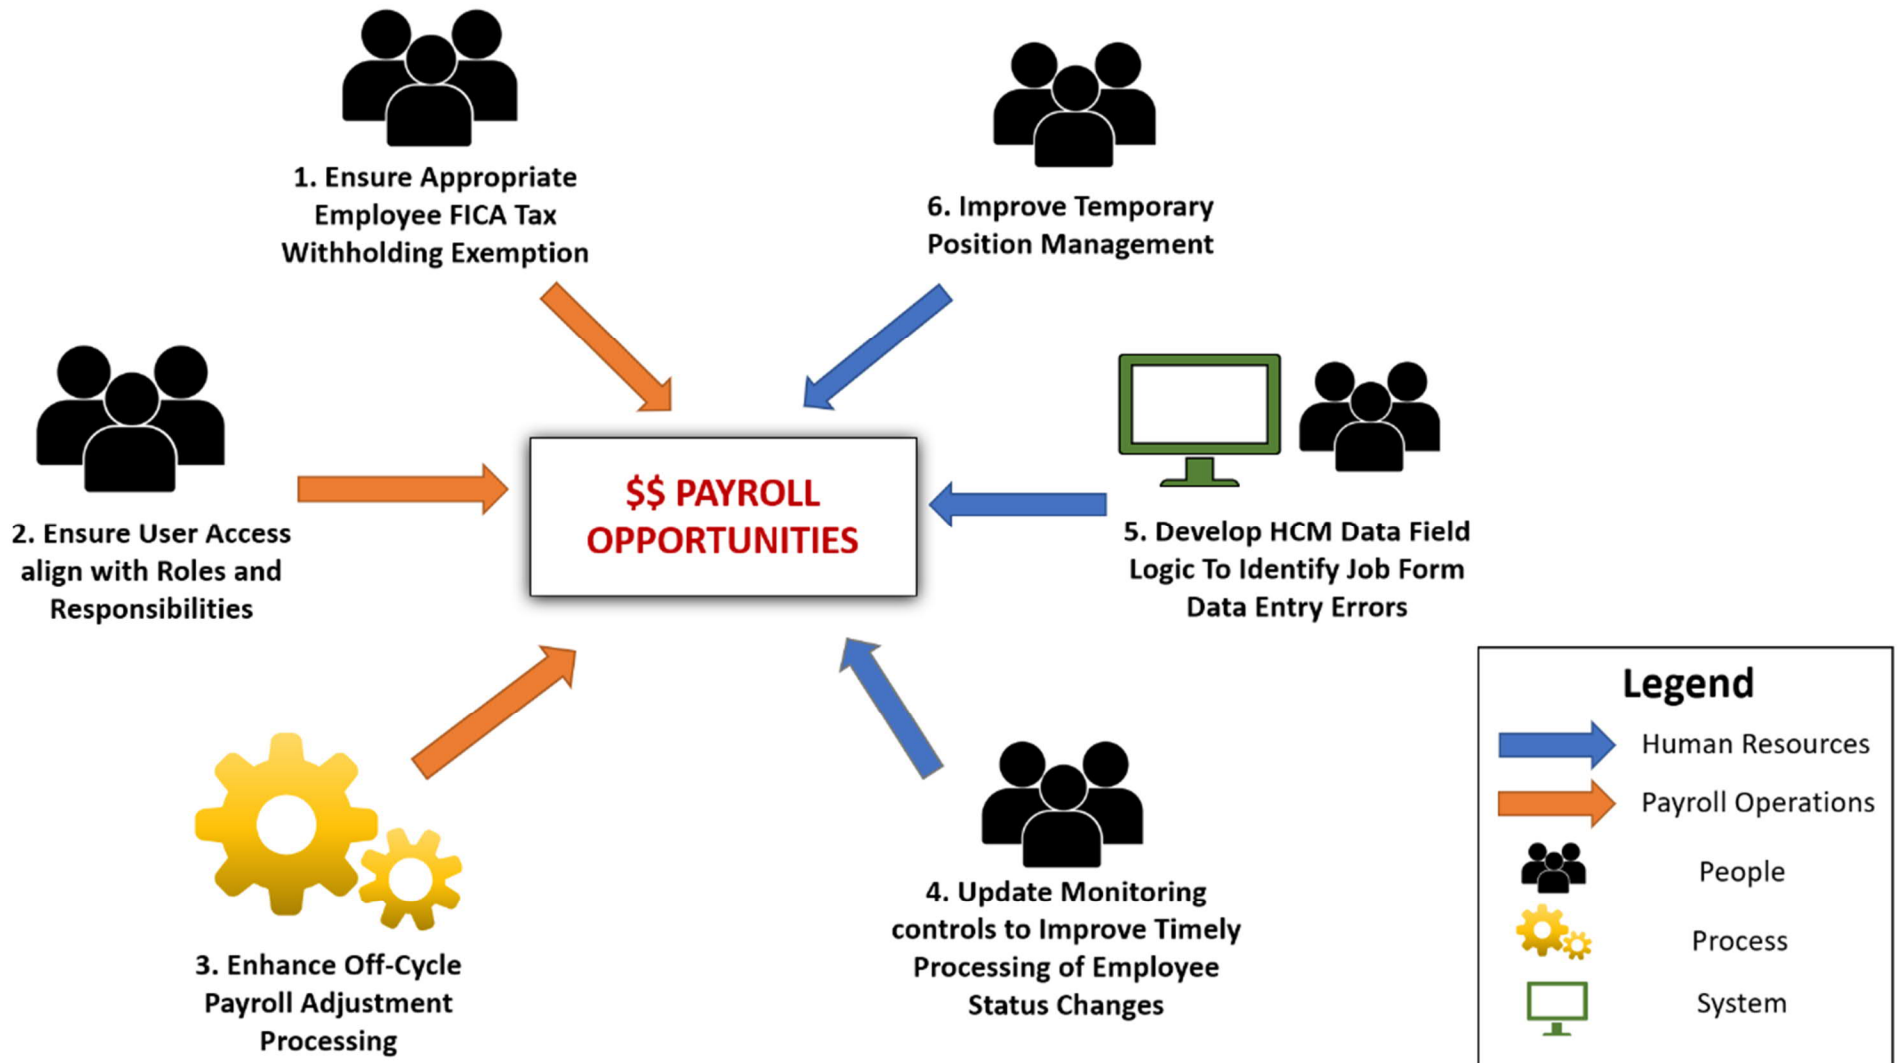 1. Ensure Appropriate
Employee FICA Tax
Withholding Exemption
6. Improve Temporary
Position Management
2. Ensure User Access
align with Roles and
Responsibilities
$$ PAYROLL
OPPORTUNITIES
5. Develop HCM Data Field
Logic To Identify Job Form
Data Entry Errors
3. Enhance Off-Cycle
Payroll Adjustment
Processing
4. Update Monitoring
controls to Improve Timely
Processing of Employee
Status Changes
Legend
Human Resources
Payroll Operations
People
Process
System